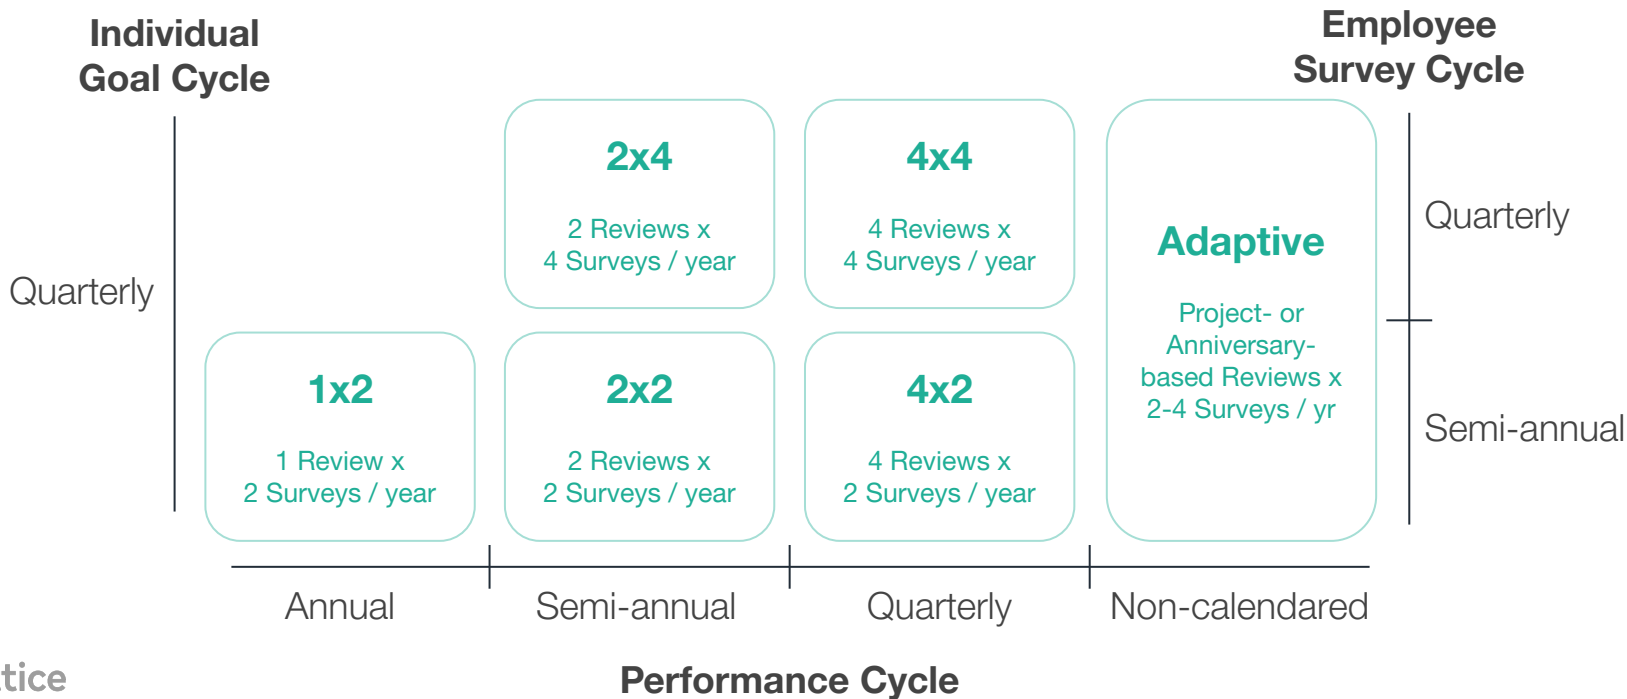 Individual
Goal Cycle
Employee
Survey Cycle
2x4
2 Reviews x
4 Surveys / year
4x4
4 Reviews x
4 Surveys / year
Adaptive
Project- or
Anniversary-
based Reviews x
2-4 Surveys / yr
Quarterly
Quarterly
1x2
1 Review x
2 Surveys / year
2x2
2 Reviews x
2 Surveys / year
4x2
4 Reviews x
2 Surveys / year
Semi-annual
Annual
Semi-annual
Quarterly
Non-calendared
Performance Cycle
tice